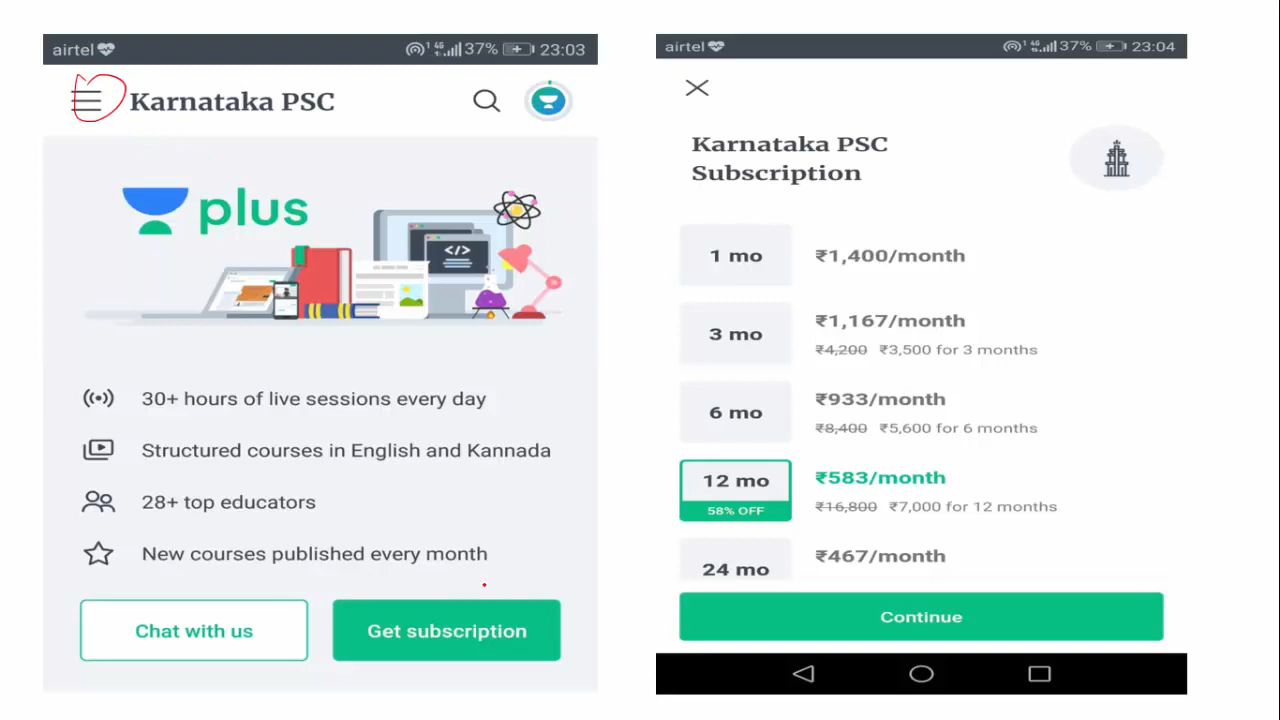 airtel 37% 23:03
Karnataka PSC
plus
</>
30+ hours of live sessions every day
Structured courses in English and Kannada
28+ top educators
New courses published every month
Chat with us Get subscription
airtel 37% 23:04
Karnataka PSC
Subscription
1 mo ₹1,400/month
3 mo ₹1,167/month
₹4,200 ₹3,500 for 3 months
6 mo ₹933/month
₹8,400 ₹5,600 for 6 months
12 mo ₹583/month
58% OFF ₹16,800 ₹7,000 for 12 months
24 mo ₹467/month
Continue